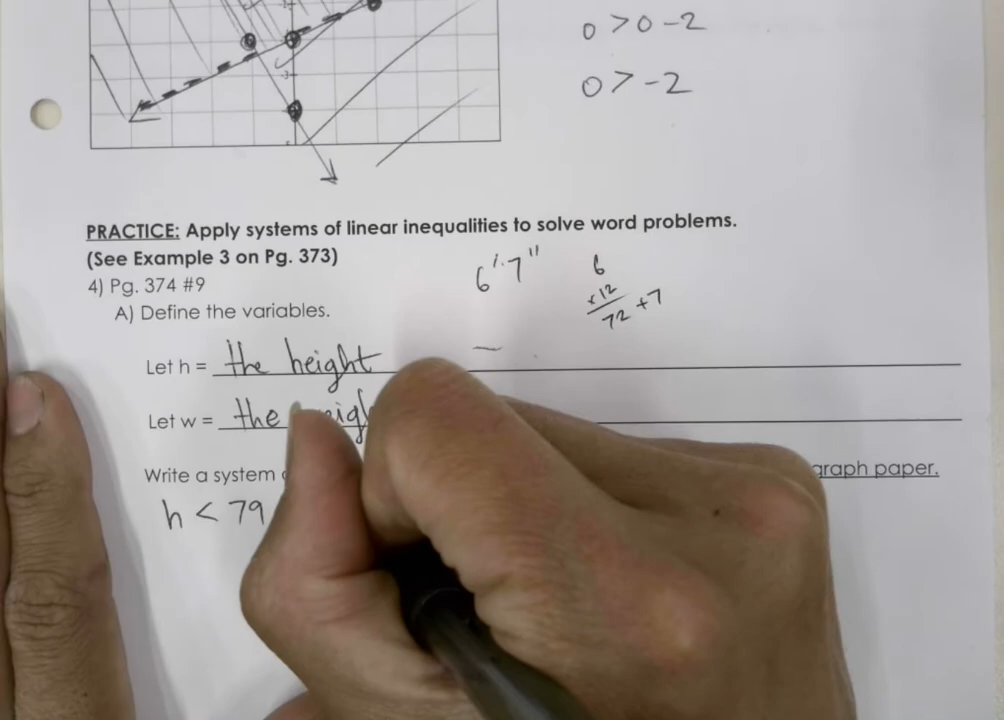 0 > 0 - 2
0 > -2
PRACTICE: Apply systems of linear inequalities to solve word problems.
(See Example 3 on Pg. 373)
6' 7"
6
x12
72 +7
4) Pg. 374 #9
A) Define the variables.
Let h = the height
Let w = the
Write a system graph paper.
h < 79